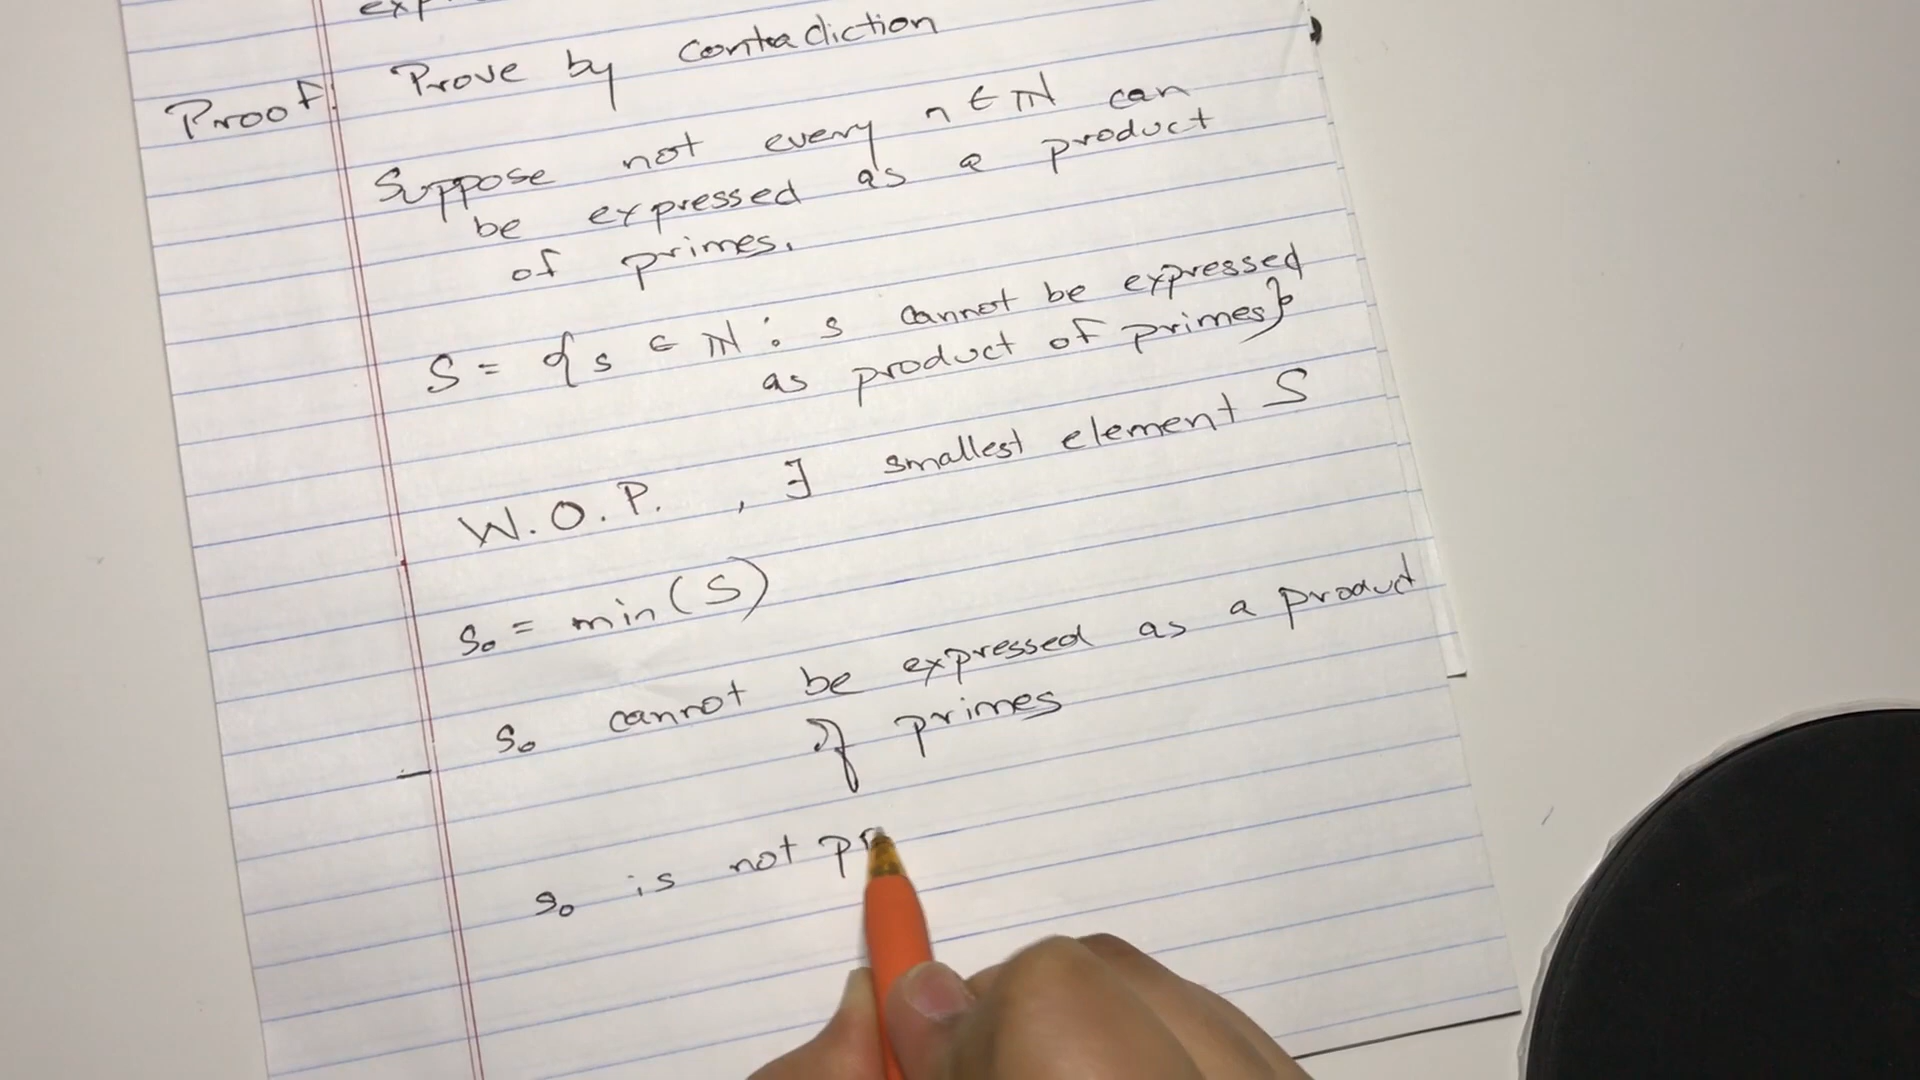 Proof: Prove by contradiction
Suppose not every n ∈ ℕ can
be expressed as a product
of primes.
S = {s ∈ ℕ : s cannot be expressed
as product of primes}
W.O.P. , ∃ smallest element S
s₀ = min(S)
s₀ cannot be expressed as a product
of primes
s₀ is not pr